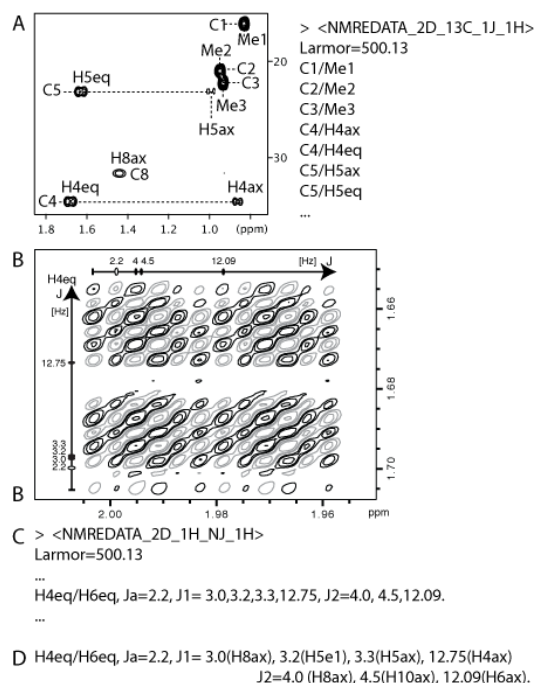 A
C1
Me1
Me2
C2
C3
Me3
C5
H5eq
H5ax
H8ax
C8
C4
H4eq
H4ax
20
30
1.8 1.6 1.4 1.2 1.0 (ppm)
> <NMREDATA_2D_13C_1J_1H>
Larmor=500.13
C1/Me1
C2/Me2
C3/Me3
C4/H4ax
C4/H4eq
C5/H5ax
C5/H5eq
...
B
H4eq
J
[Hz]
2.2 4 4.5 12.09 [Hz] J
12.75
2.2
1.66
1.68
1.70
B
2.00 1.98 1.96 ppm
C > <NMREDATA_2D_1H_NJ_1H>
Larmor=500.13
...
H4eq/H6eq, Ja=2.2, J1= 3.0,3.2,3.3,12.75, J2=4.0, 4.5,12.09.
...
D H4eq/H6eq, Ja=2.2, J1= 3.0(H8ax), 3.2(H5e1), 3.3(H5ax), 12.75(H4ax)
J2=4.0 (H8ax), 4.5(H10ax), 12.09(H6ax).